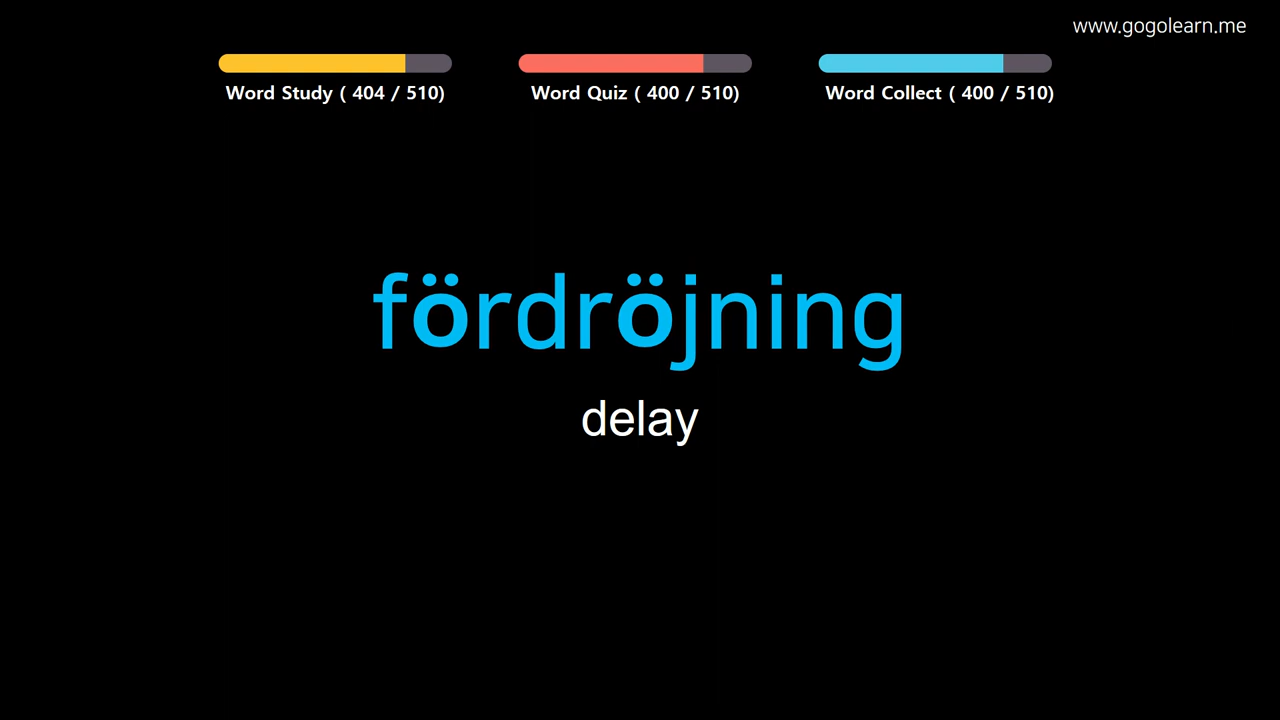 www.gogolearn.me
Word Study ( 404 / 510)
Word Quiz ( 400 / 510)
Word Collect ( 400 / 510)
fördröjning
delay